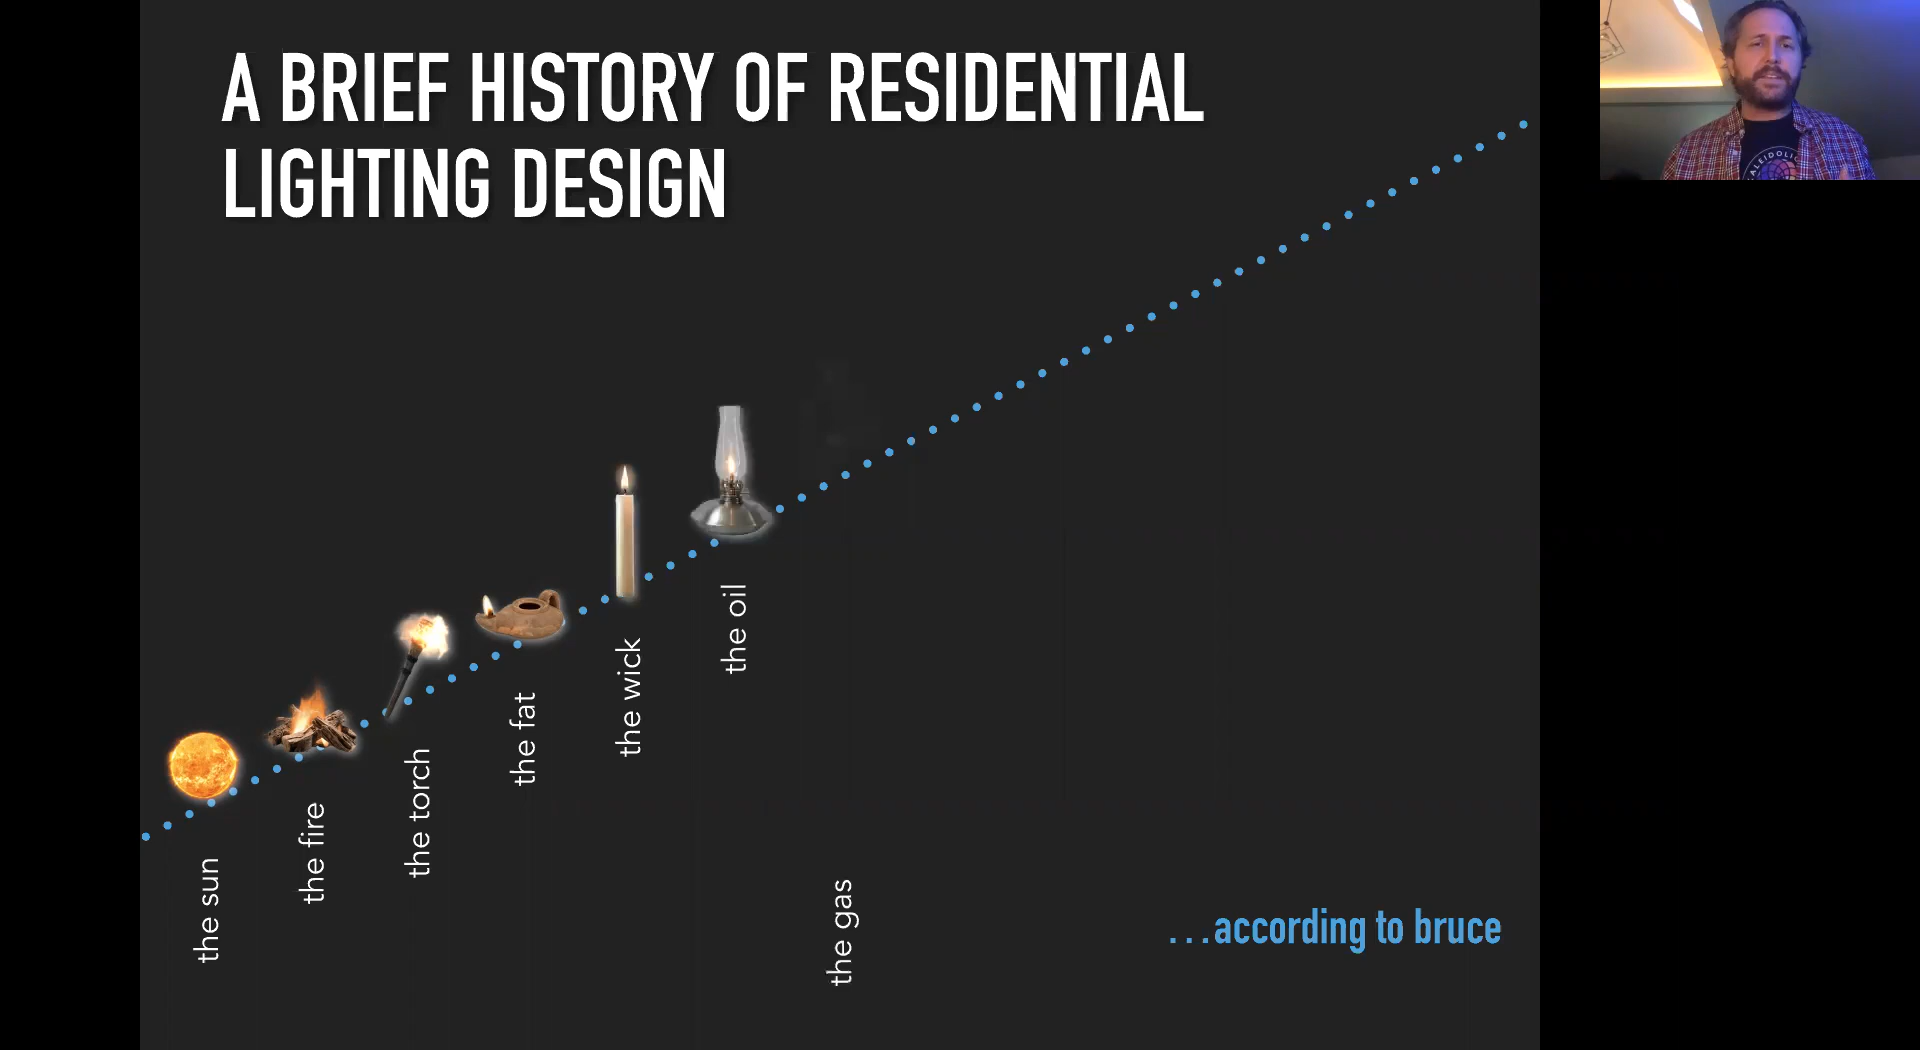 A BRIEF HISTORY OF RESIDENTIAL
LIGHTING DESIGN
the sun
the fire
the torch
the fat
the wick
the oil
the gas
...according to bruce